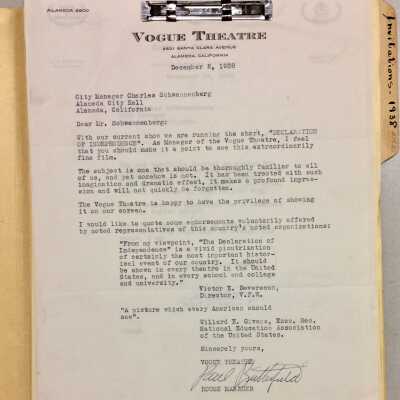 ALAMEDA 2600
VOGUE THEATRE
2401 SANTA CLARA AVENUE
ALAMEDA, CALIFORNIA
December 2, 1938
City Manager Charles Schwanenberg
Alameda City Hall
Alameda, California
Dear Mr. Schwanenberg:
With our current show we are running the short, "DECLARATION
OF INDEPENDENCE". As Manager of the Vogue Theatre, I feel
that you should make it a point to see this extraordinarily
fine film.
The subject is one that should be thoroughly familiar to all
of us, and yet somehow is not. It has been treated with such
imagination and dramatic effect, it makes a profound impres-
sion and will not quickly be forgotten.
The Vogue Theatre is happy to have the privilege of showing
it on our screen.
I would like to quote some endorsements voluntarily offered
by noted representatives of this country's noted organizations:
"From my viewpoint, "The Declaration of
Independence" is a vivid picturization
of certainly the most important histor-
ical event of our country. It should
be shown in every theatre in the United
States, and in every school and college
and university."
Victor E. Devereaux,
Director, V.F.W.
"A picture which every American should
see".
Willard E. Givens, Exec. Sec.
National Education Association
of the United States.
Sincerely yours,
VOGUE THEATRE
Paul Butterfield
HOUSE MANAGER
Invitations - 1938